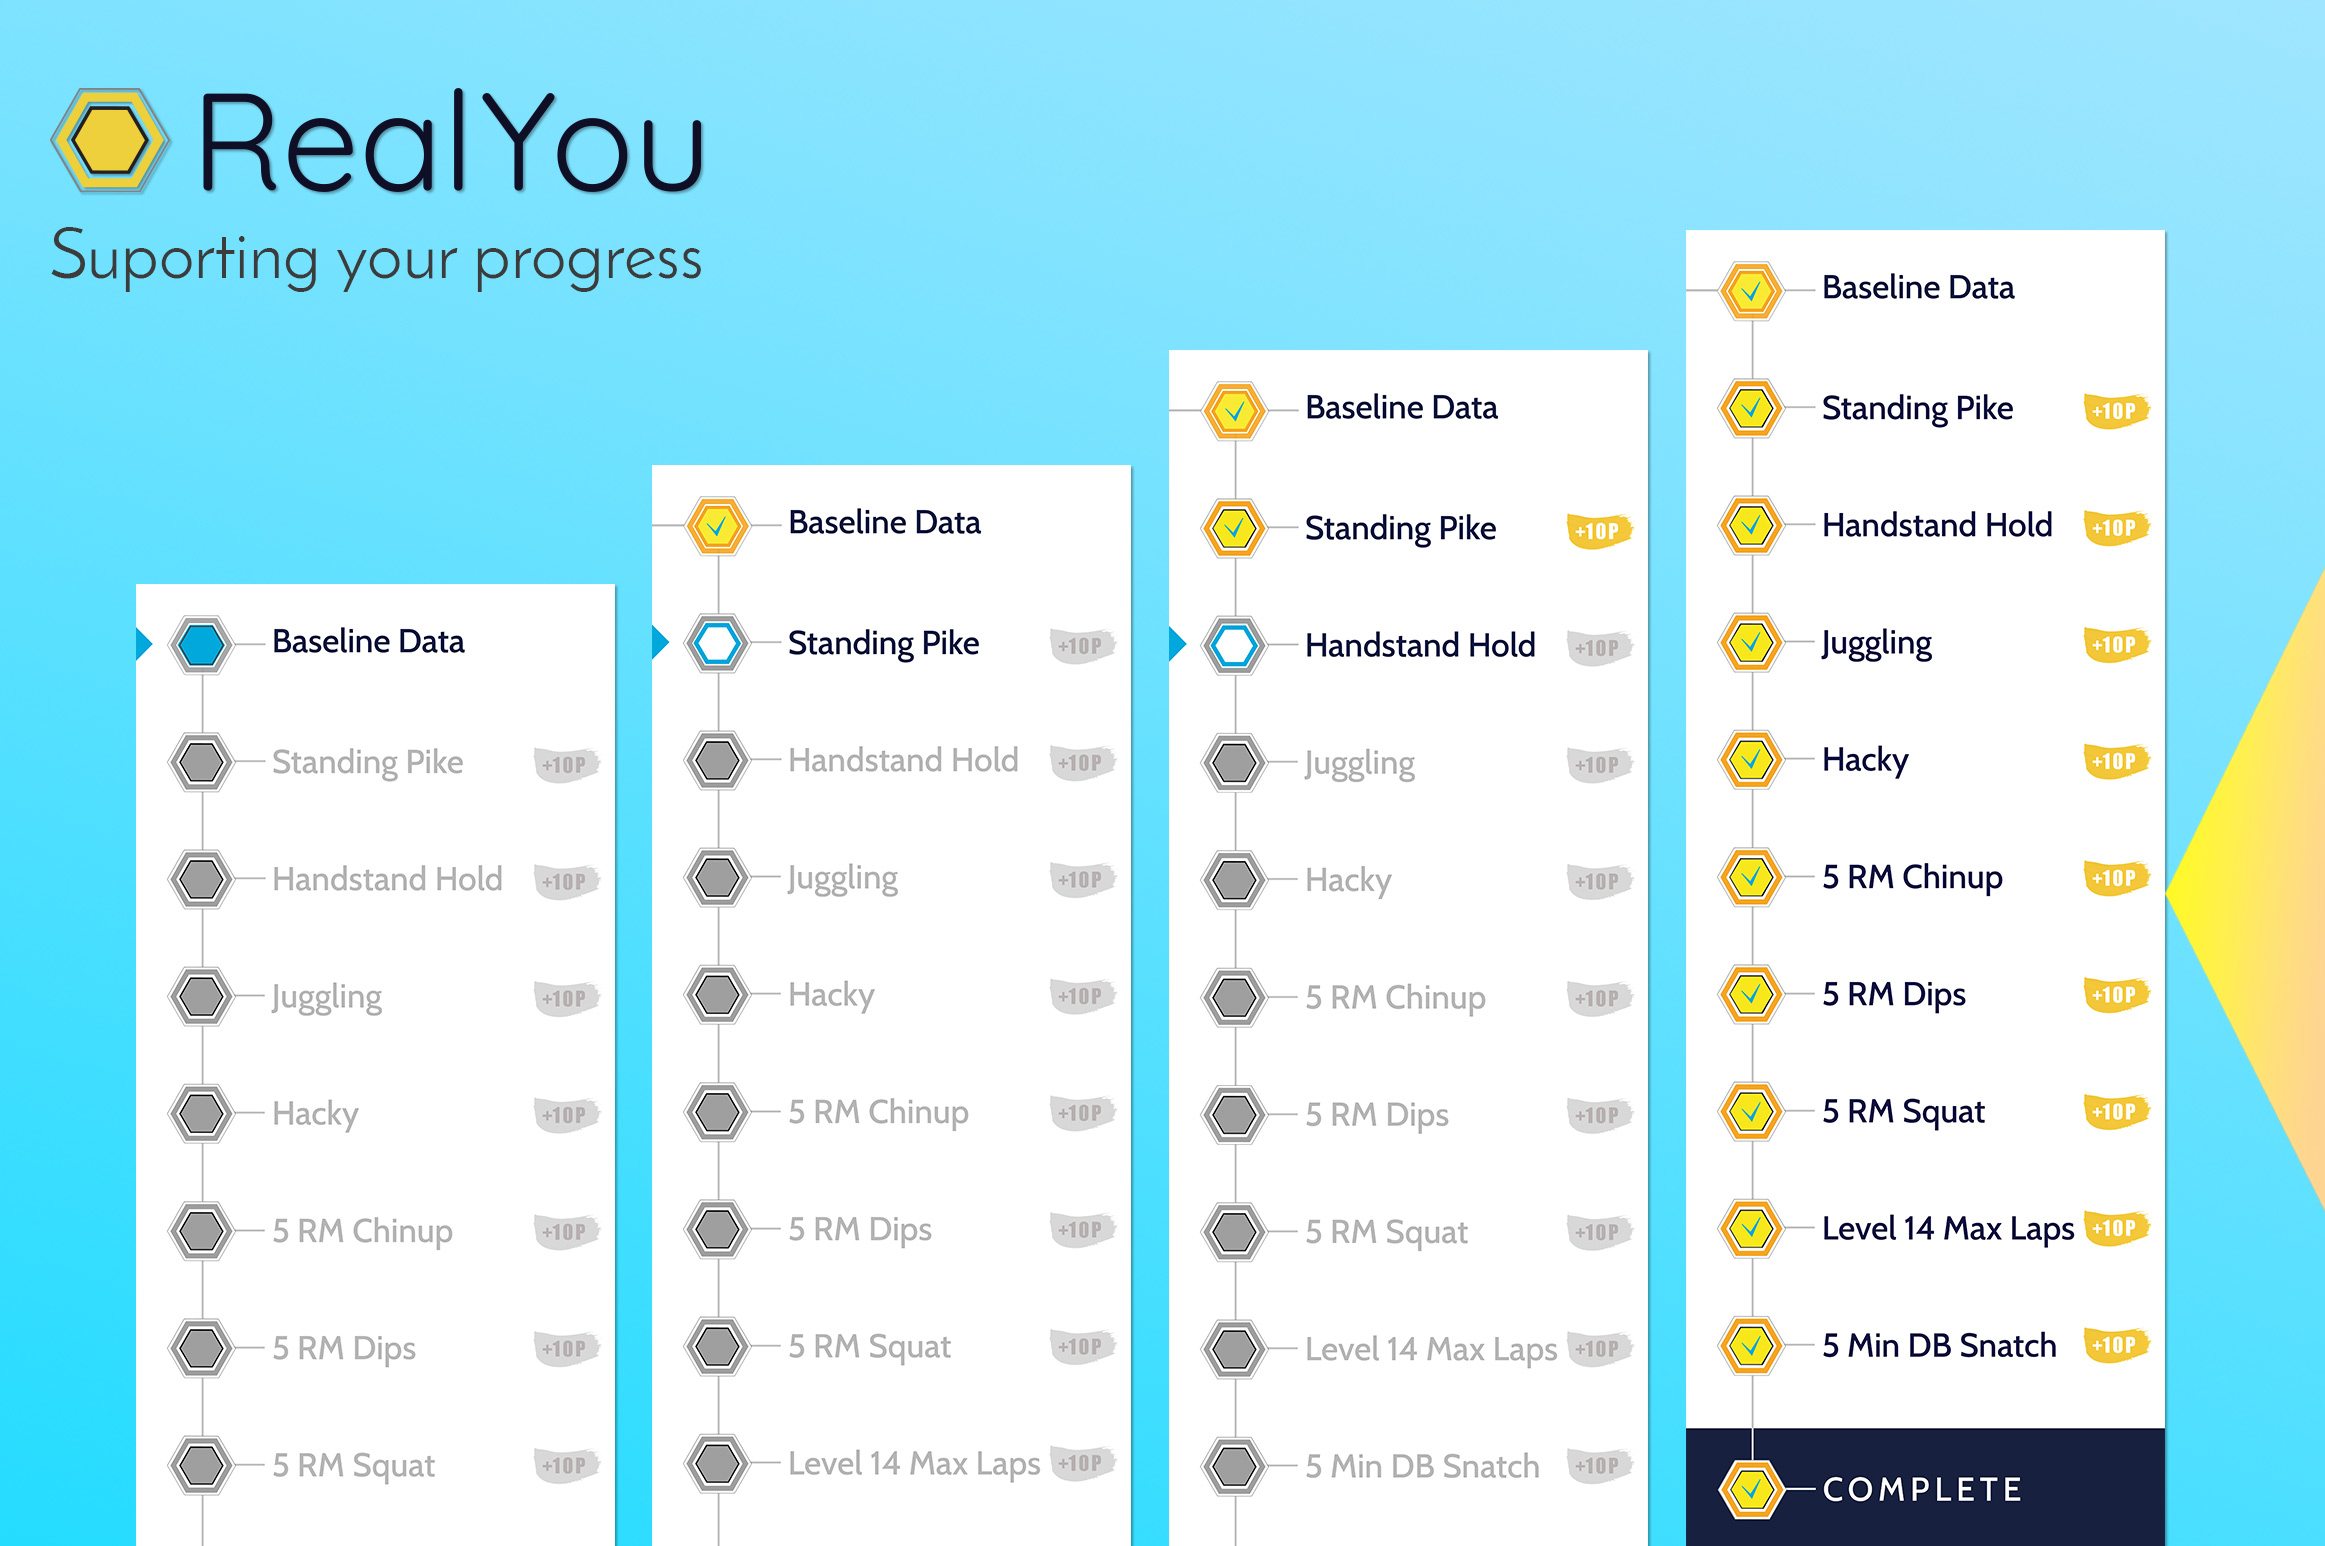 RealYou
Suporting your progress
Baseline Data
Standing Pike +10P
Handstand Hold +10P
Juggling +10P
Hacky +10P
5 RM Chinup +10P
5 RM Dips +10P
5 RM Squat +10P
Baseline Data
Standing Pike +10P
Handstand Hold +10P
Juggling +10P
Hacky +10P
5 RM Chinup +10P
5 RM Dips +10P
5 RM Squat +10P
Level 14 Max Laps +10P
Baseline Data
Standing Pike +10P
Handstand Hold +10P
Juggling +10P
Hacky +10P
5 RM Chinup +10P
5 RM Dips +10P
5 RM Squat +10P
Level 14 Max Laps +10P
5 Min DB Snatch +10P
Baseline Data
Standing Pike +10P
Handstand Hold +10P
Juggling +10P
Hacky +10P
5 RM Chinup +10P
5 RM Dips +10P
5 RM Squat +10P
Level 14 Max Laps +10P
5 Min DB Snatch +10P
COMPLETE